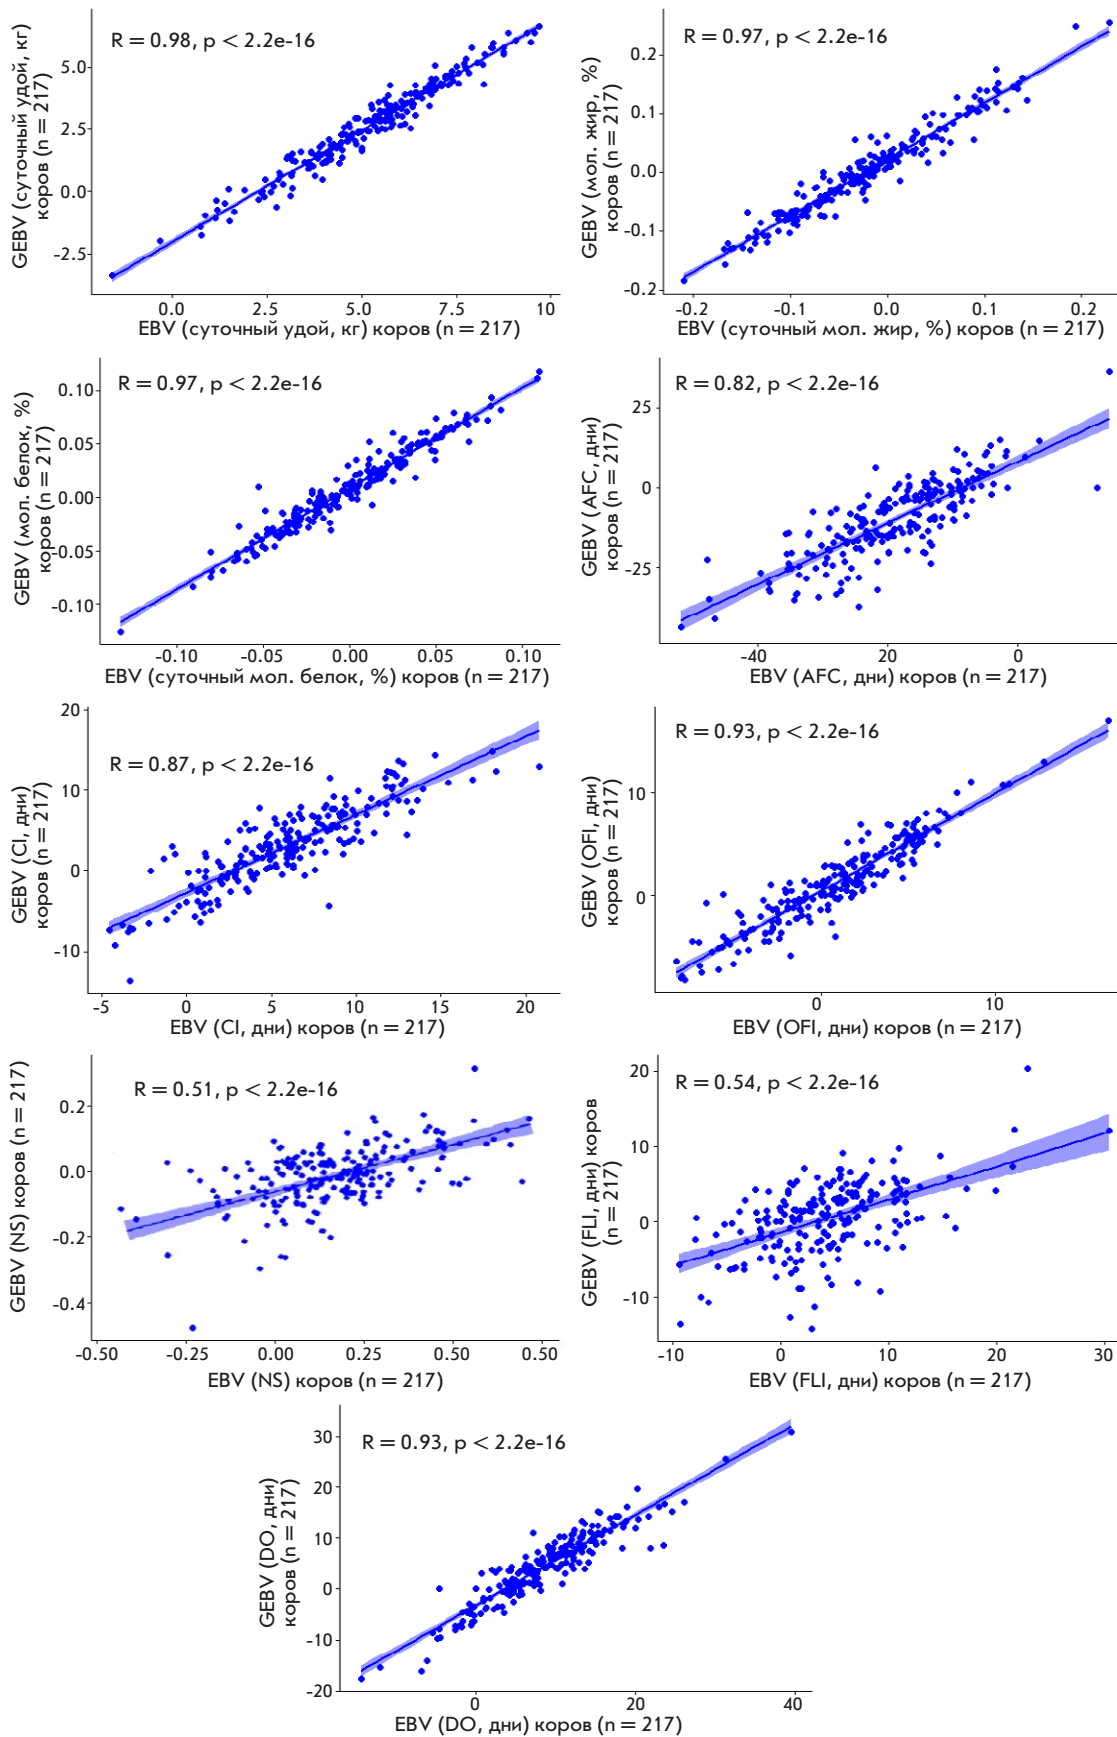 GEBV (суточный удой, кг)
коров (n = 217)
R = 0.98, p < 2.2e-16
5.0
2.5
0.0
-2.5
0.0 2.5 5.0 7.5 10
EBV (суточный удой, кг) коров (n = 217)
GEBV (мол. жир, %)
коров (n = 217)
R = 0.97, p < 2.2e-16
0.2
0.1
0.0
-0.1
-0.2
-0.2 -0.1 0.0 0.1 0.2
EBV (суточный мол. жир, %) коров (n = 217)
GEBV (мол. белок, %)
коров (n = 217)
R = 0.97, p < 2.2e-16
0.10
0.05
0.00
-0.05
-0.10
-0.10 -0.05 0.00 0.05 0.10
EBV (суточный мол. белок, %) коров (n = 217)
GEBV (AFC, дни)
коров (n = 217)
R = 0.82, p < 2.2e-16
25
0
-25
-40 20 0
EBV (AFC, дни) коров (n = 217)
GEBV (CI, дни)
коров (n = 217)
R = 0.87, p < 2.2e-16
20
10
0
-10
-5 0 5 10 15 20
EBV (CI, дни) коров (n = 217)
GEBV (OFI, дни)
коров (n = 217)
R = 0.93, p < 2.2e-16
10
0
0 10
EBV (OFI, дни) коров (n = 217)
GEBV (NS) коров (n = 217)
R = 0.51, p < 2.2e-16
0.2
0.0
-0.2
-0.4
-0.50 -0.25 0.00 0.25 0.50 0.50
EBV (NS) коров (n = 217)
GEBV (FLI, дни) коров
(n = 217)
R = 0.54, p < 2.2e-16
20
10
0
-10
-10 0 10 20 30
EBV (FLI, дни) коров (n = 217)
GEBV (DO, дни)
коров (n = 217)
R = 0.93, p < 2.2e-16
30
20
10
0
-10
-20
0 20 40
EBV (DO, дни) коров (n = 217)